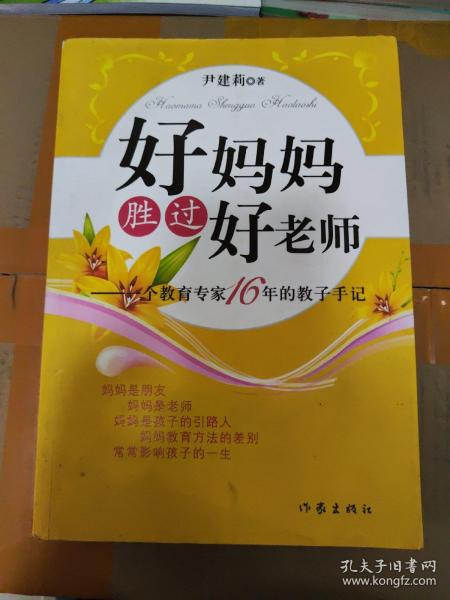 尹建莉◎著
Haomama Shengguo Haolaoshi
好妈妈
胜过
好老师
——一个教育专家16年的教子手记
妈妈是朋友
妈妈是老师
妈妈是孩子的引路人
妈妈教育方法的差别
常常影响孩子的一生
作家出版社
孔夫子旧书网
www.kongfz.com